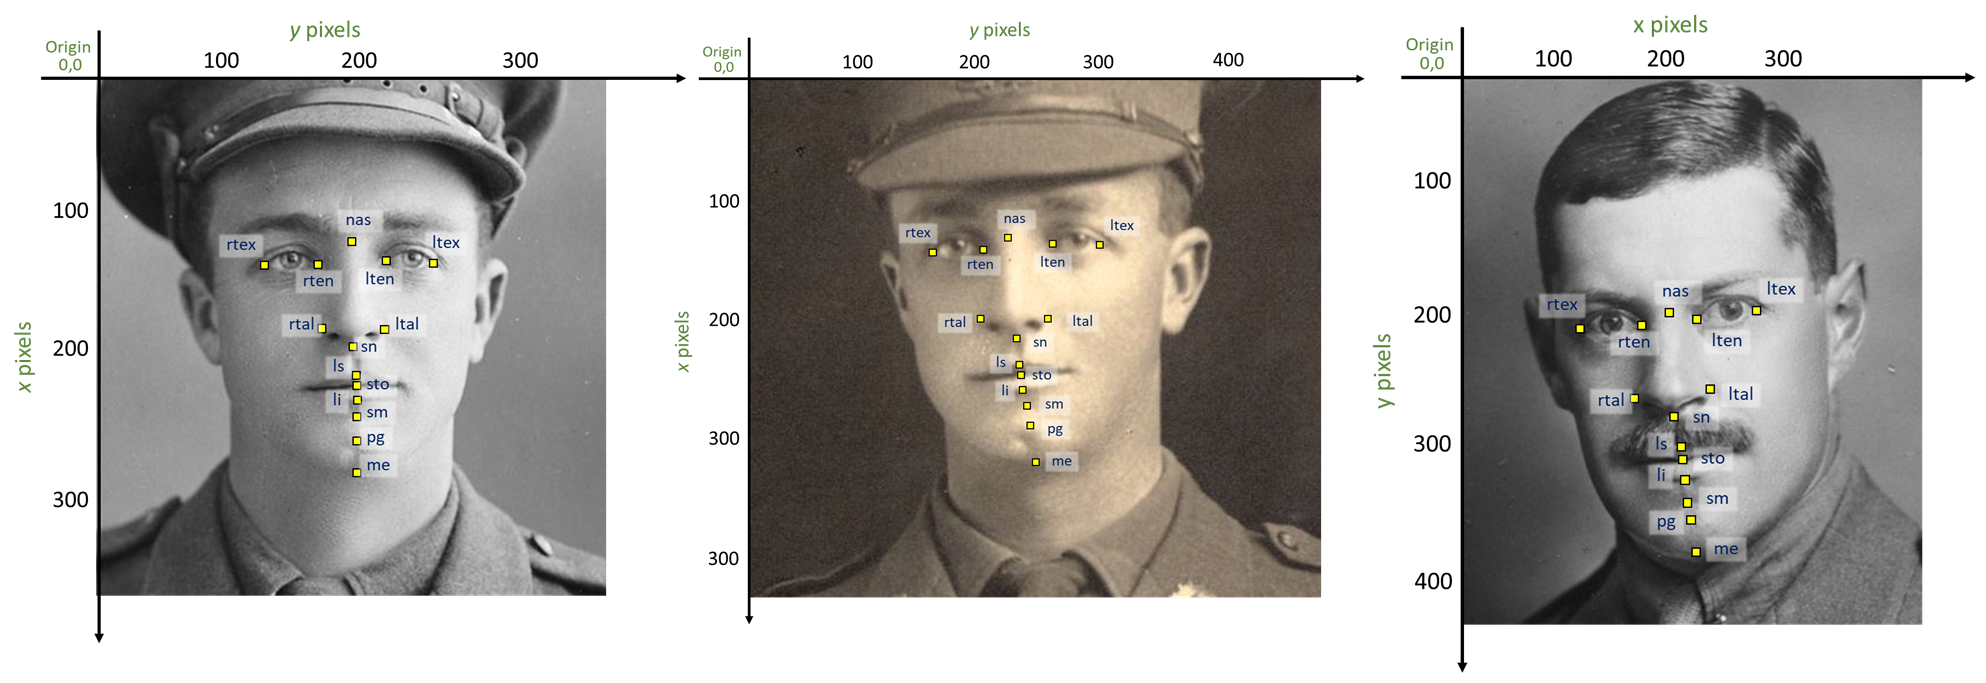 y pixels
Origin
0,0
100
200
300
100
200
300
x pixels
nas
rtex
ltex
rten
lten
rtal
ltal
sn
ls
sto
li
sm
pg
me
y pixels
Origin
0,0
100
200
300
400
100
200
300
300
x pixels
nas
rtex
ltex
rten
lten
rtal
ltal
sn
ls
sto
li
sm
pg
me
x pixels
Origin
0,0
100
200
300
100
200
300
400
y pixels
nas
rtex
ltex
rten
lten
rtal
ltal
sn
ls
sto
li
sm
pg
me